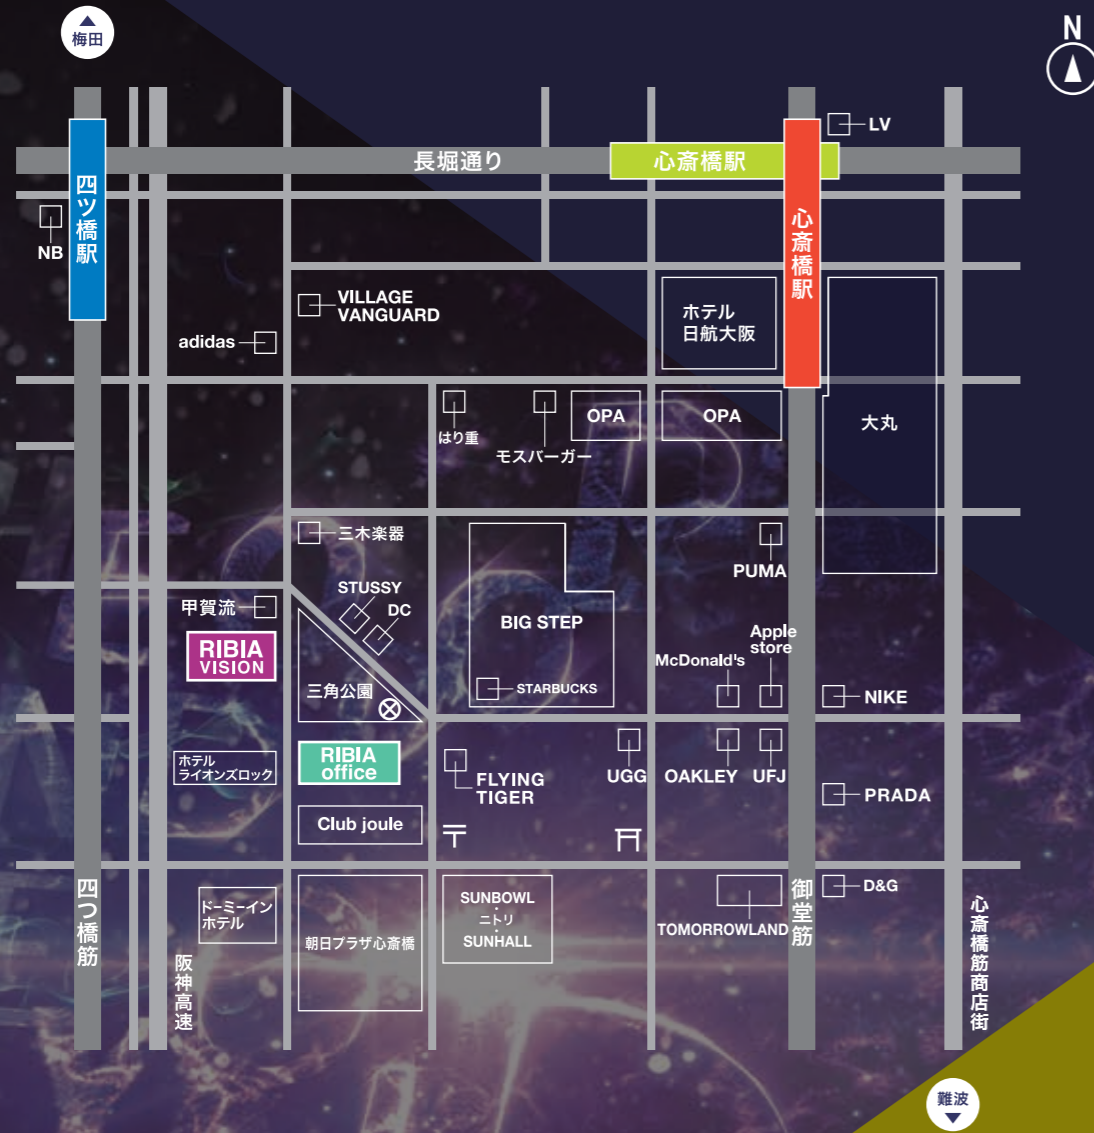 梅田
N
LV
長堀通り
心斎橋駅
四ツ橋駅
心斎橋駅
NB
VILLAGE
VANGUARD
ホテル
日航大阪
adidas
はり重
モスバーガー
OPA
OPA
大丸
三木楽器
PUMA
STUSSY
DC
甲賀流
RIBIA
VISION
BIG STEP
Apple
store
McDonald's
三角公園
STARBUCKS
NIKE
ホテル
ライオンズロック
RIBIA
office
FLYING
TIGER
UGG
OAKLEY
UFJ
PRADA
Club joule
〒
四つ橋筋
ドーミーイン
ホテル
朝日プラザ心斎橋
SUNBOWL
・
ニトリ
・
SUNHALL
TOMORROWLAND
御堂筋
D&G
心斎橋筋商店街
阪神高速
難波